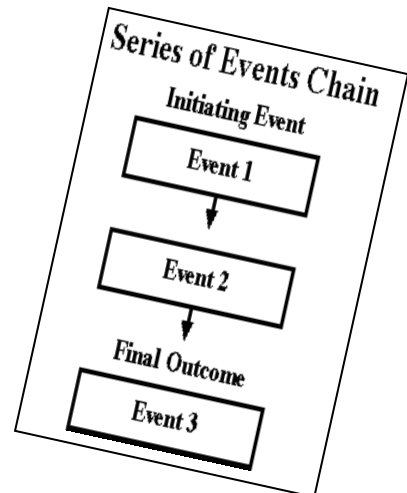 Series of Events Chain
Initiating Event
Event 1
Event 2
Final Outcome
Event 3